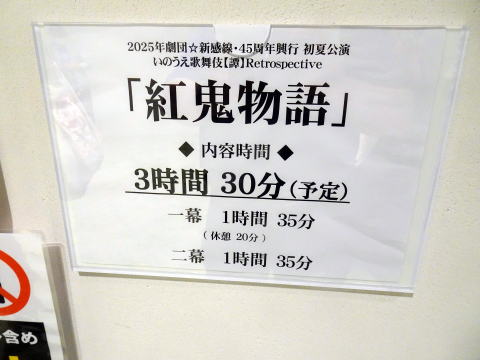 2025年劇団☆新感線・45周年興行 初夏公演
いのうえ歌舞伎【譚】Retrospective
「紅鬼物語」
◆ 内容時間 ◆
3時間 30分(予定)
一幕 1時間 35分
( 休憩 20分 )
二幕 1時間 35分
含め